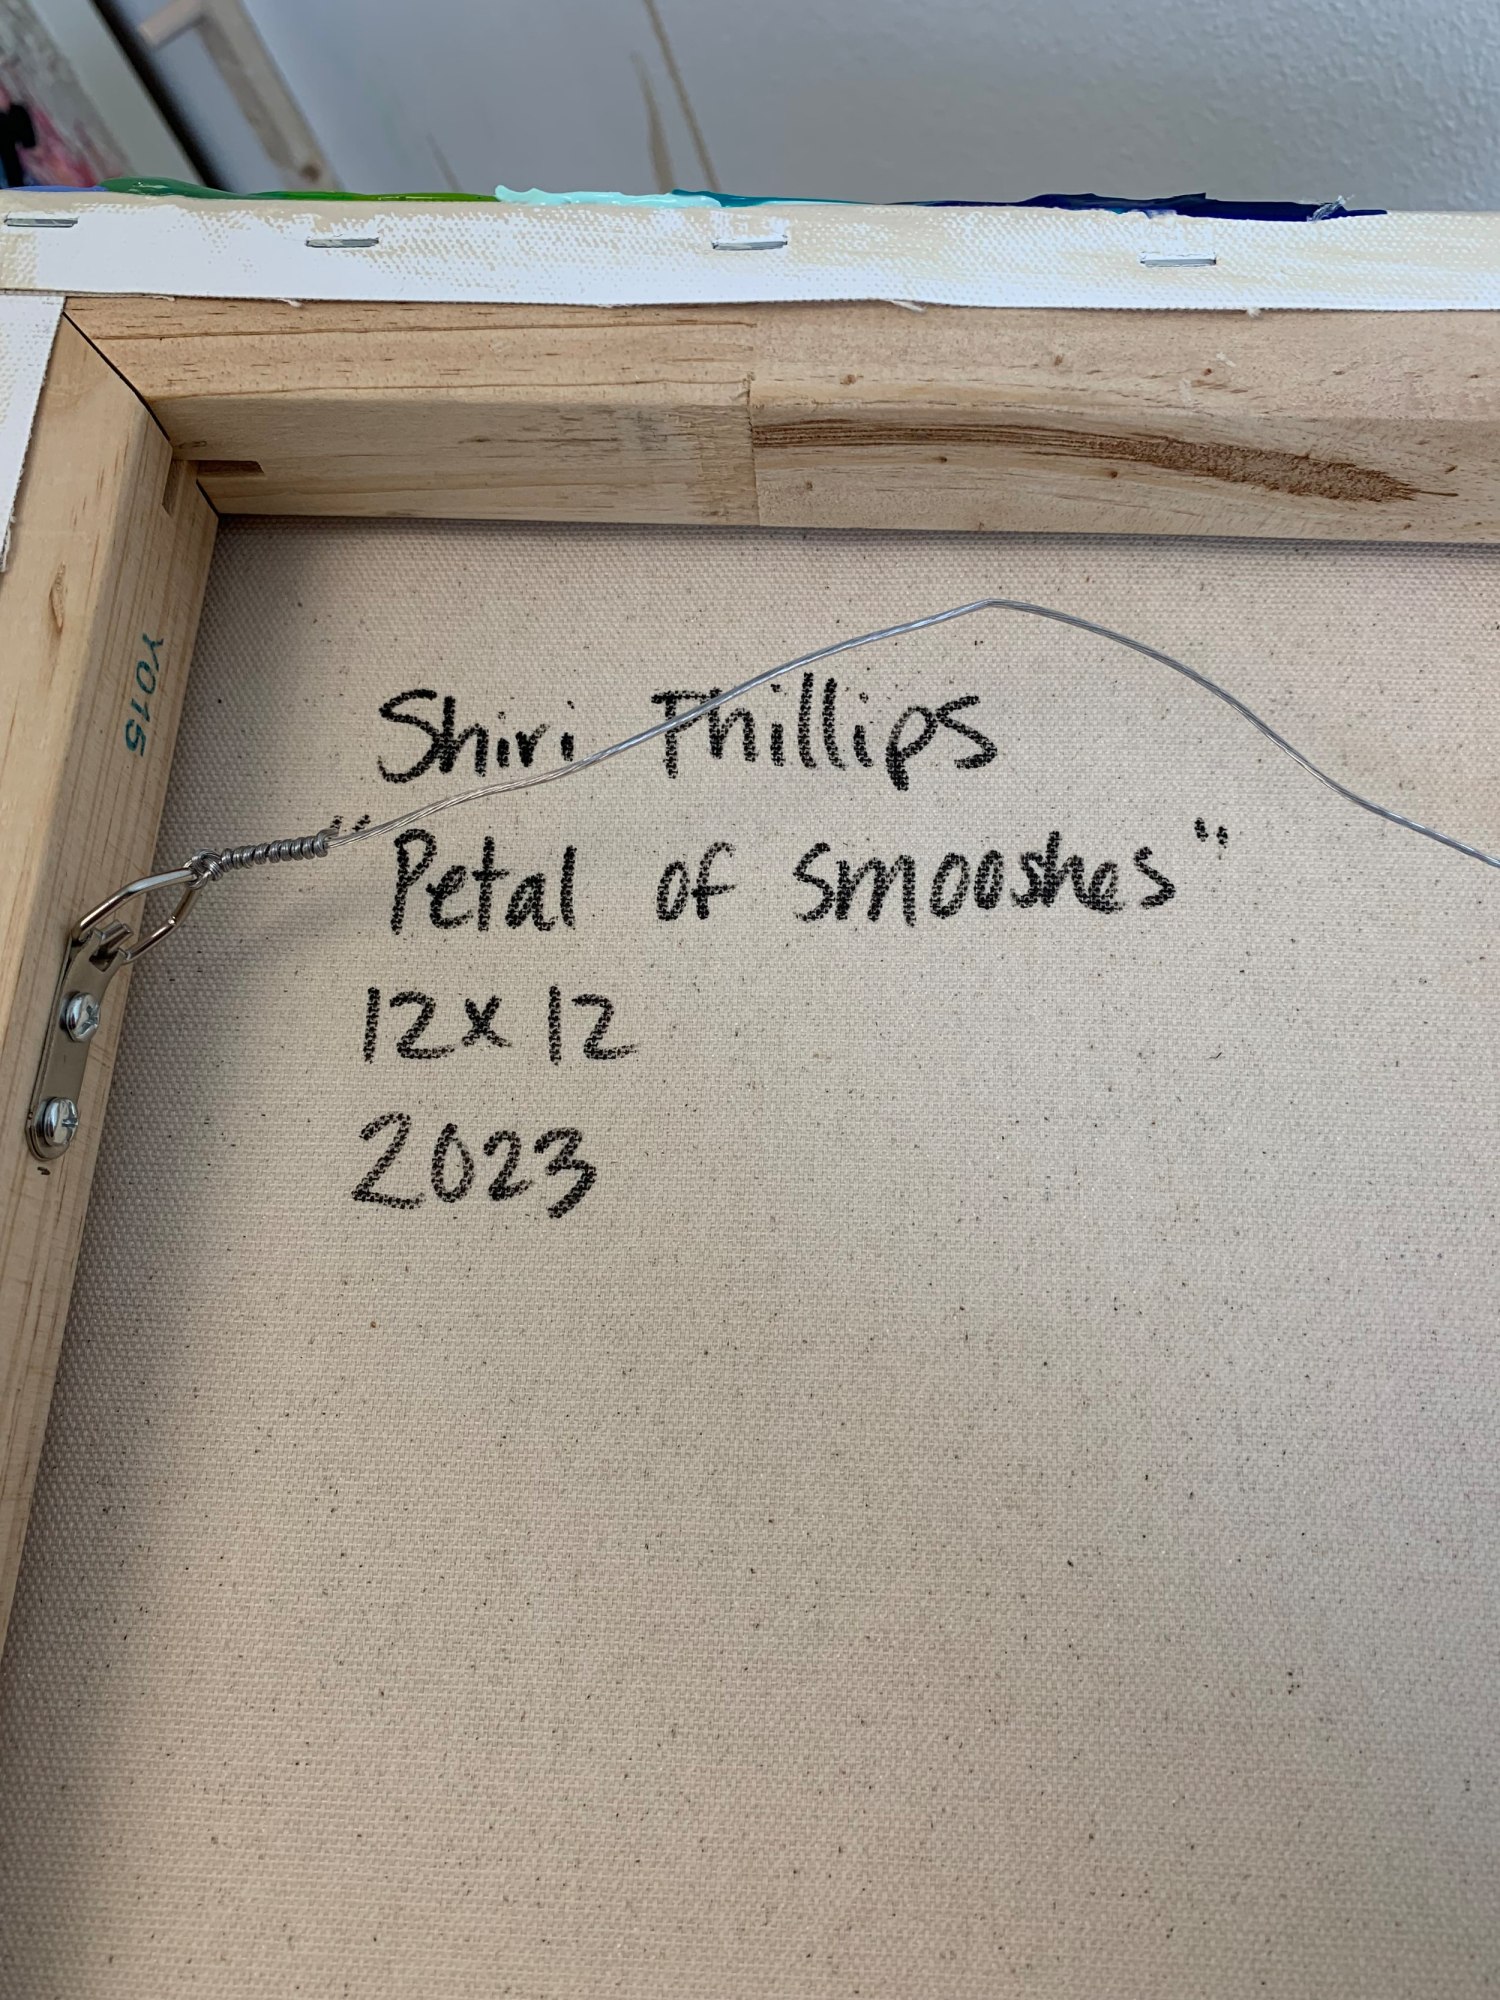 Shiri Phillips
"Petal of smooshes"
12x12
2023
Y015